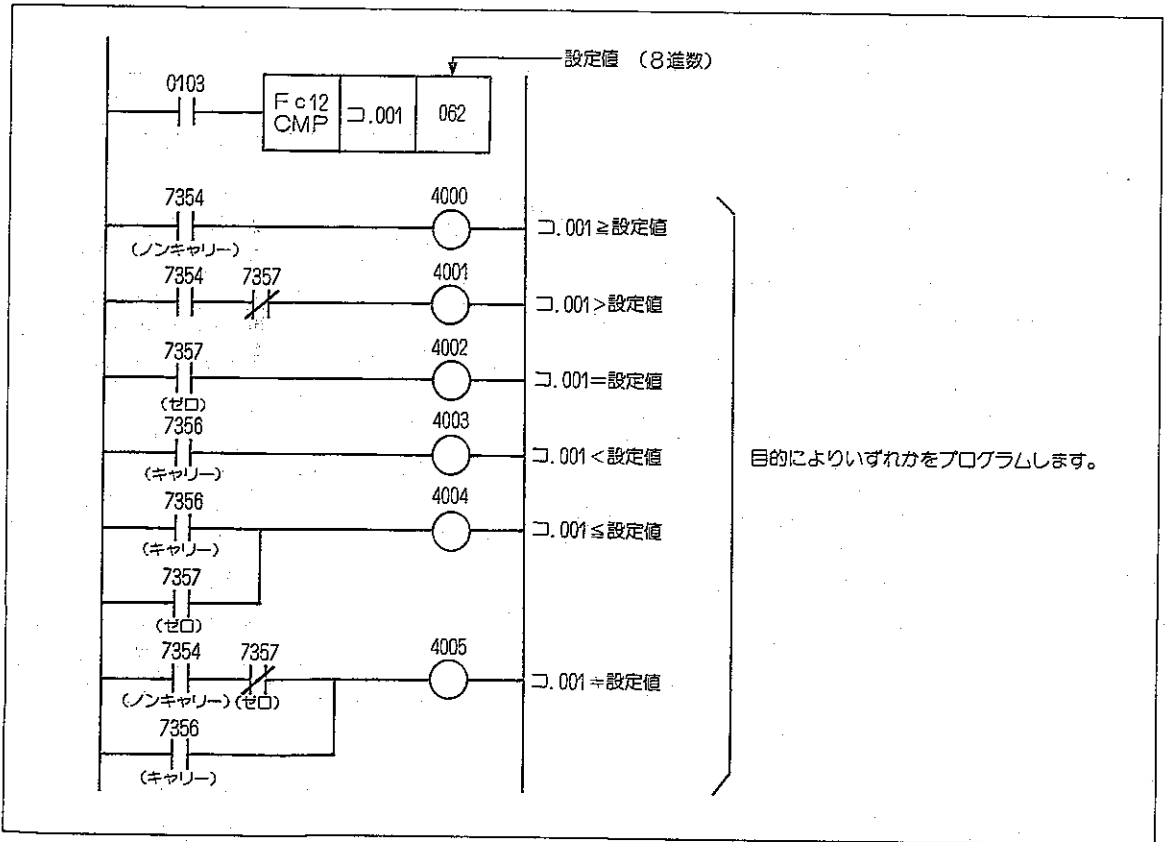 設定値 (8進数)
0103
Fc12 CMP コ.001 062
7354 4000
コ.001≧設定値
(ノンキャリー)
7354 7357 4001
コ.001>設定値
7357 4002
コ.001=設定値
(ゼロ)
7356 4003
コ.001<設定値
(キャリー)
7356 4004
コ.001≦設定値
(キャリー)
7357
(ゼロ)
7354 7357 4005
コ.001≠設定値
(ノンキャリー)(ゼロ)
7356
(キャリー)
目的によりいずれかをプログラムします。